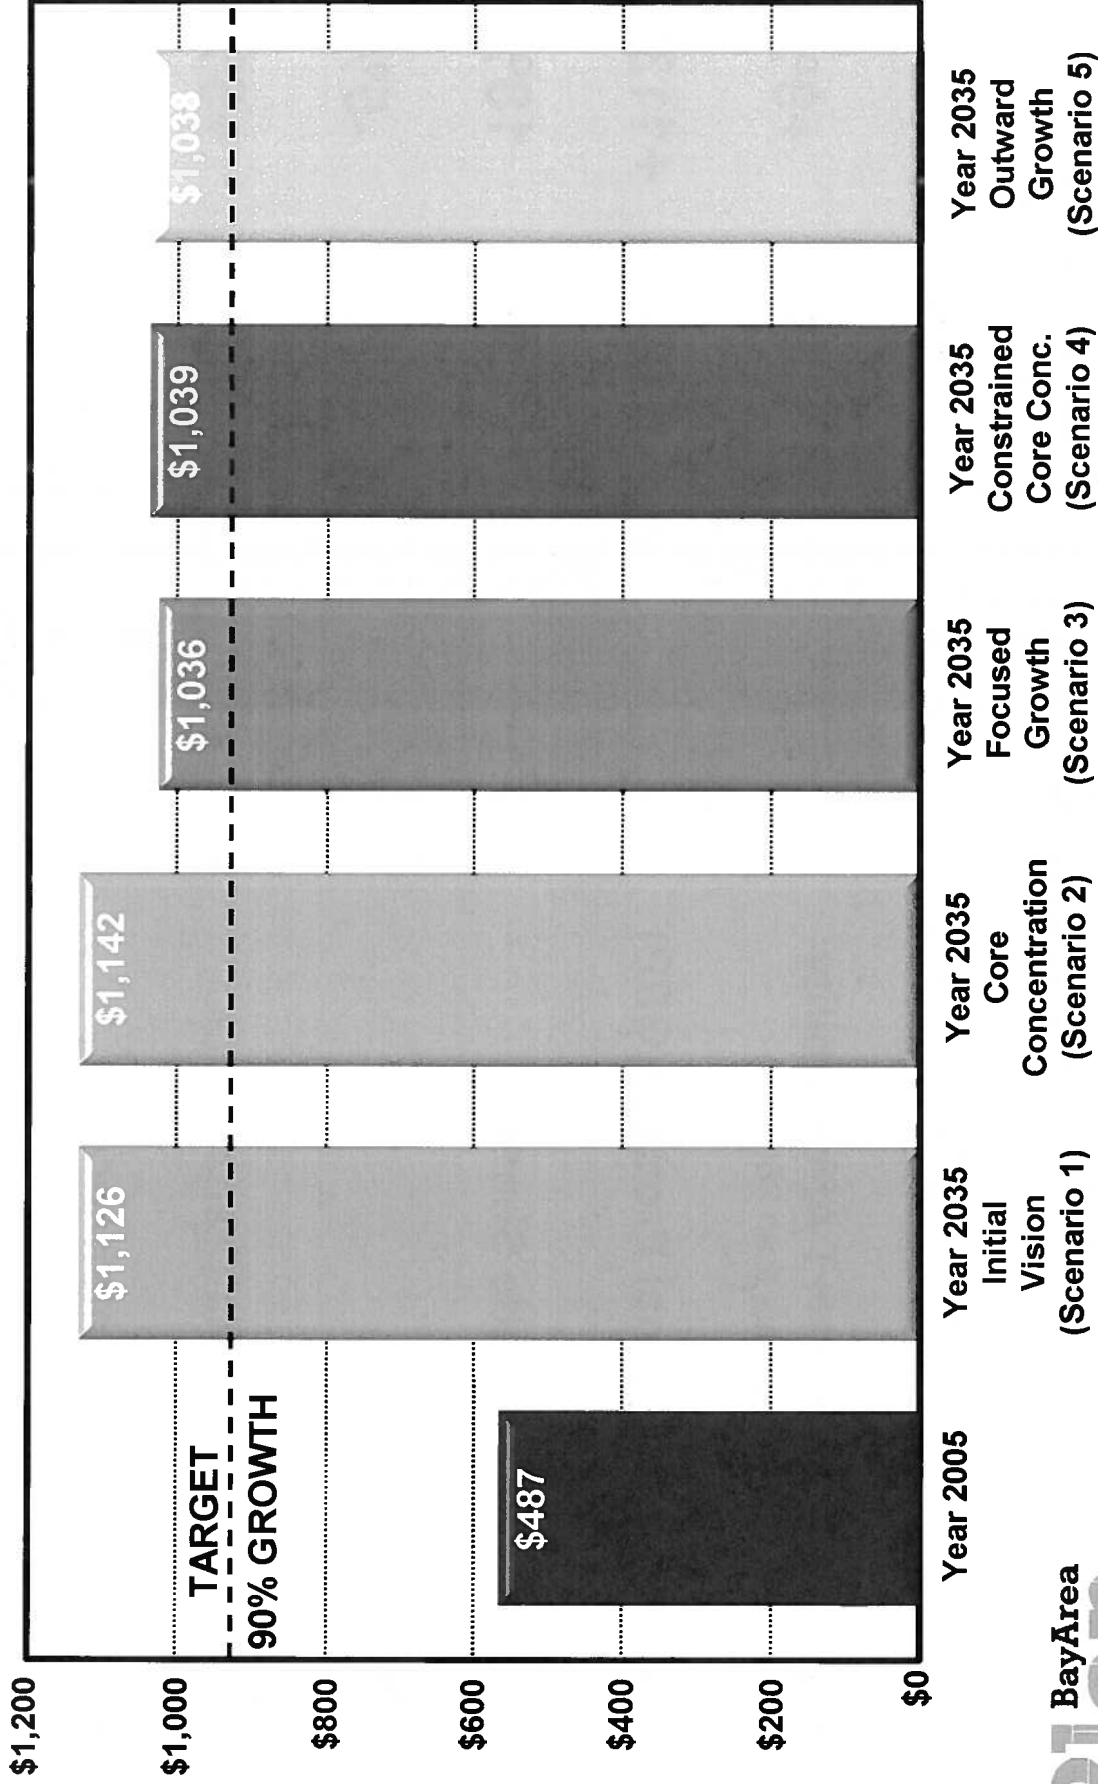 $1,200
$1,000
$800
$600
$400
$200
$0
TARGET
90% GROWTH
$487
$1,126
$1,142
$1,036
$1,039
$1,038
Year 2005
Year 2035
Initial
Vision
(Scenario 1)
Year 2035
Core
Concentration
(Scenario 2)
Year 2035
Focused
Growth
(Scenario 3)
Year 2035
Constrained
Core Conc.
(Scenario 4)
Year 2035
Outward
Growth
(Scenario 5)
BayArea